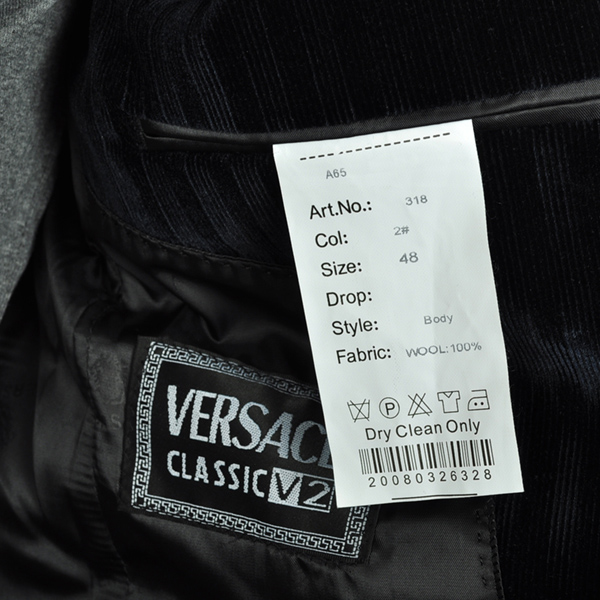 A65
Art.No.: 318
Col: 2#
Size: 48
Drop:
Style: Body
Fabric: WOOL:100%
P
Dry Clean Only
20080326328
VERSACE
CLASSIC V2